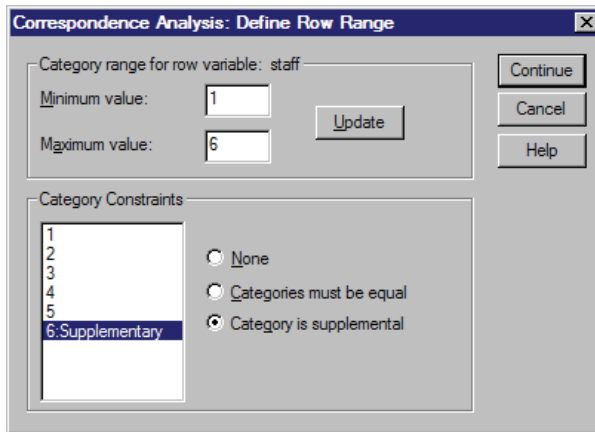 Correspondence Analysis: Define Row Range
Category range for row variable: staff
Minimum value:
1
Maximum value:
6
Update
Continue
Cancel
Help
Category Constraints
1
2
3
4
5
6:Supplementary
None
Categories must be equal
Category is supplemental